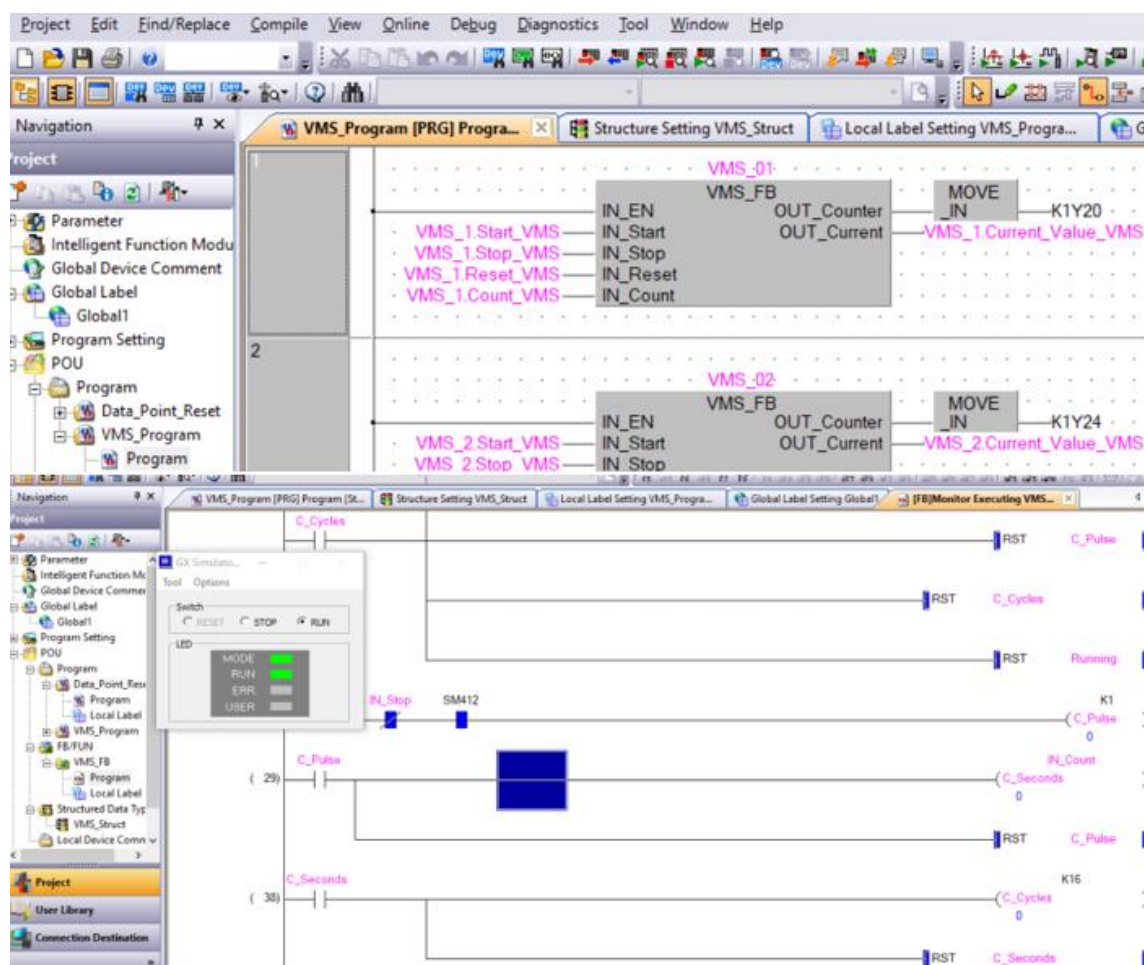 Project Edit Find/Replace Compile View Online Debug Diagnostics Tool Window Help
Navigation
VMS_Program [PRG] Progra...
Structure Setting VMS_Struct
Local Label Setting VMS_Progra...
Project
Parameter
Intelligent Function Modu
Global Device Comment
Global Label
Global1
Program Setting
POU
Program
Data_Point_Reset
VMS_Program
Program
1
VMS_-01
VMS_FB
IN_EN OUT_Counter
IN_Start OUT_Current
IN_Stop
IN_Reset
IN_Count
VMS_1.Start_VMS
VMS_1.Stop_VMS
VMS_1.Reset_VMS
VMS_1.Count_VMS
MOVE
_IN
K1Y20
VMS_1.Current_Value_VMS
2
VMS_-02
VMS_FB
IN_EN OUT_Counter
IN_Start OUT_Current
IN_Stop
VMS_2.Start_VMS
VMS_2.Stop_VMS
MOVE
_IN
K1Y24
VMS_2.Current_Value_VMS
Navigation
VMS_Program [PRG] Program [St...
Structure Setting VMS_Struct
Local Label Setting VMS_Progra...
Global Label Setting Global1
[FB]Monitor Executing VMS...
Project
Parameter
Intelligent Function Mo
Global Device Commen
Global Label
Global1
Program Setting
POU
Program
Data_Point_Rese
Program
Local Label
VMS_Program
FB/FUN
VMS_FB
Program
Local Label
Structured Data Typ
VMS_Struct
Local Device Comn
Project
User Library
Connection Destination
GX Simulato...
Tool Options
Switch
RESET STOP RUN
LED
MODE
RUN
ERR.
USER
C_Cycles
RST C_Pulse
RST C_Cycles
RST Running
IN_Stop SM412
K1
C_Pulse
0
C_Pulse
IN_Count
( 29)
C_Seconds
0
RST C_Pulse
C_Seconds
K16
( 38)
C_Cycles
0
RST C_Seconds